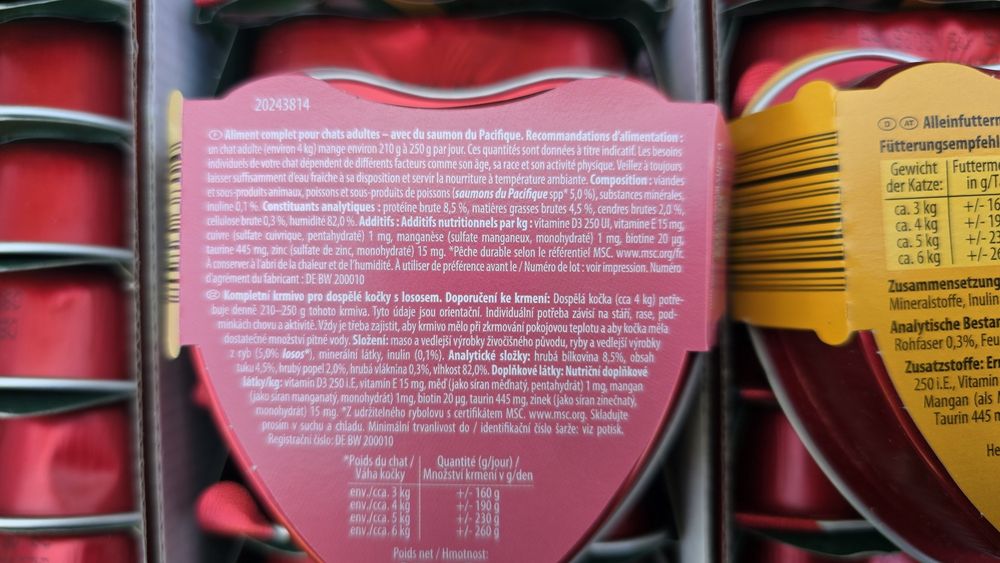 20243814
F Aliment complet pour chats adultes – avec du saumon du Pacifique. Recommandations d'alimentation :
un chat adulte (environ 4 kg) mange environ 210 g à 250 g par jour. Ces quantités sont données à titre indicatif. Les besoins
individuels de votre chat dépendent de différents facteurs comme son âge, sa race et son activité physique. Veillez à toujours
laisser suffisamment d'eau fraîche à sa disposition et servir la nourriture à température ambiante. Composition : viandes
et sous-produits animaux, poissons et sous-produits de poissons (saumons du Pacifique spp* 5,0 %), substances minérales,
inuline 0,1 %. Constituants analytiques : protéine brute 8,5 %, matières grasses brutes 4,5 %, cendres brutes 2,0 %,
cellulose brute 0,3 %, humidité 82,0 %. Additifs : Additifs nutritionnels par kg : vitamine D3 250 UI, vitamine E 15 mg,
cuivre (sulfate cuivrique, pentahydraté) 1 mg, manganèse (sulfate manganeux, monohydraté) 1 mg, biotine 20 µg,
taurine 445 mg, zinc (sulfate de zinc, monohydraté) 15 mg. *Pêche durable selon le référentiel MSC. www.msc.org/fr.
À conserver à l'abri de la chaleur et de l'humidité. À utiliser de préférence avant le / Numéro de lot : voir impression. Numéro
d'agrément du fabricant : DE BW 200010
CZ Kompletní krmivo pro dospělé kočky s lososem. Doporučení ke krmení: Dospělá kočka (cca 4 kg) potře-
buje denně 210–250 g tohoto krmiva. Tyto údaje jsou orientační. Individuální potřeba závisí na stáří, rase, pod-
mínkách chovu a aktivitě. Vždy je třeba zajistit, aby krmivo mělo při zkrmování pokojovou teplotu a aby kočka měla
dostatečné množství pitné vody. Složení: maso a vedlejší výrobky živočišného původu, ryby a vedlejší výrobky
z ryb (5,0% losos*), minerální látky, inulin (0,1%). Analytické složky: hrubá bílkovina 8,5%, obsah
tuku 4,5%, hrubý popel 2,0%, hrubá vláknina 0,3%, vlhkost 82,0%. Doplňkové látky: Nutriční doplňkové
látky/kg: vitamín D3 250 i.E, vitamín E 15 mg, měď (jako síran měďnatý, pentahydrát) 1 mg, mangan
(jako síran manganatý, monohydrát) 1mg, biotin 20 µg, taurin 445 mg, zinek (jako síran zinečnatý,
monohydrát) 15 mg. *Z udržitelného rybolovu s certifikátem MSC. www.msc.org. Skladujte
prosím v suchu a chladu. Minimální trvanlivost do / identifikační číslo šarže: viz potisk.
Registrační číslo: DE BW 200010
*Poids du chat / Quantité (g/jour) /
Váha kočky Množství krmení v g/den
env./cca. 3 kg +/- 160 g
env./cca. 4 kg +/- 190 g
env./cca. 5 kg +/- 230 g
env./cca. 6 kg +/- 260 g
Poids net / Hmotnost:
D AT Alleinfuttern
Fütterungsempfehl
Gewicht Futterme
der Katze: in g/T
ca. 3 kg +/- 16
ca. 4 kg +/- 19
ca. 5 kg +/- 23
ca. 6 kg +/- 26
Zusammensetzung
Mineralstoffe, Inulin
Analytische Bestan
Rohfaser 0,3%, Feu
Zusatzstoffe: Er
250 i.E., Vitamin
Mangan (als
Taurin 445 n
He